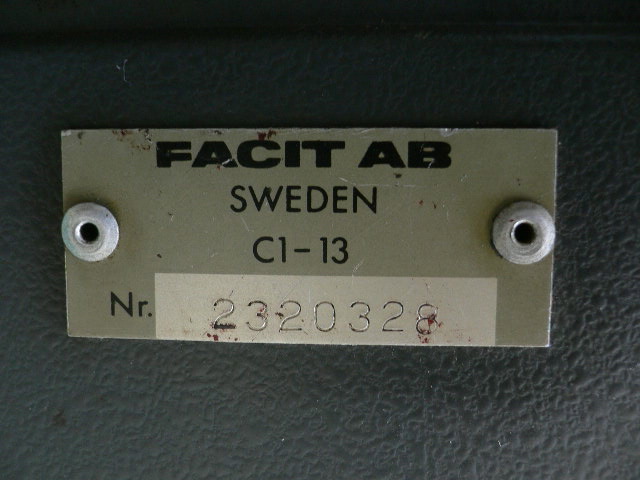 FACIT AB
SWEDEN
C1-13
Nr. 2320328